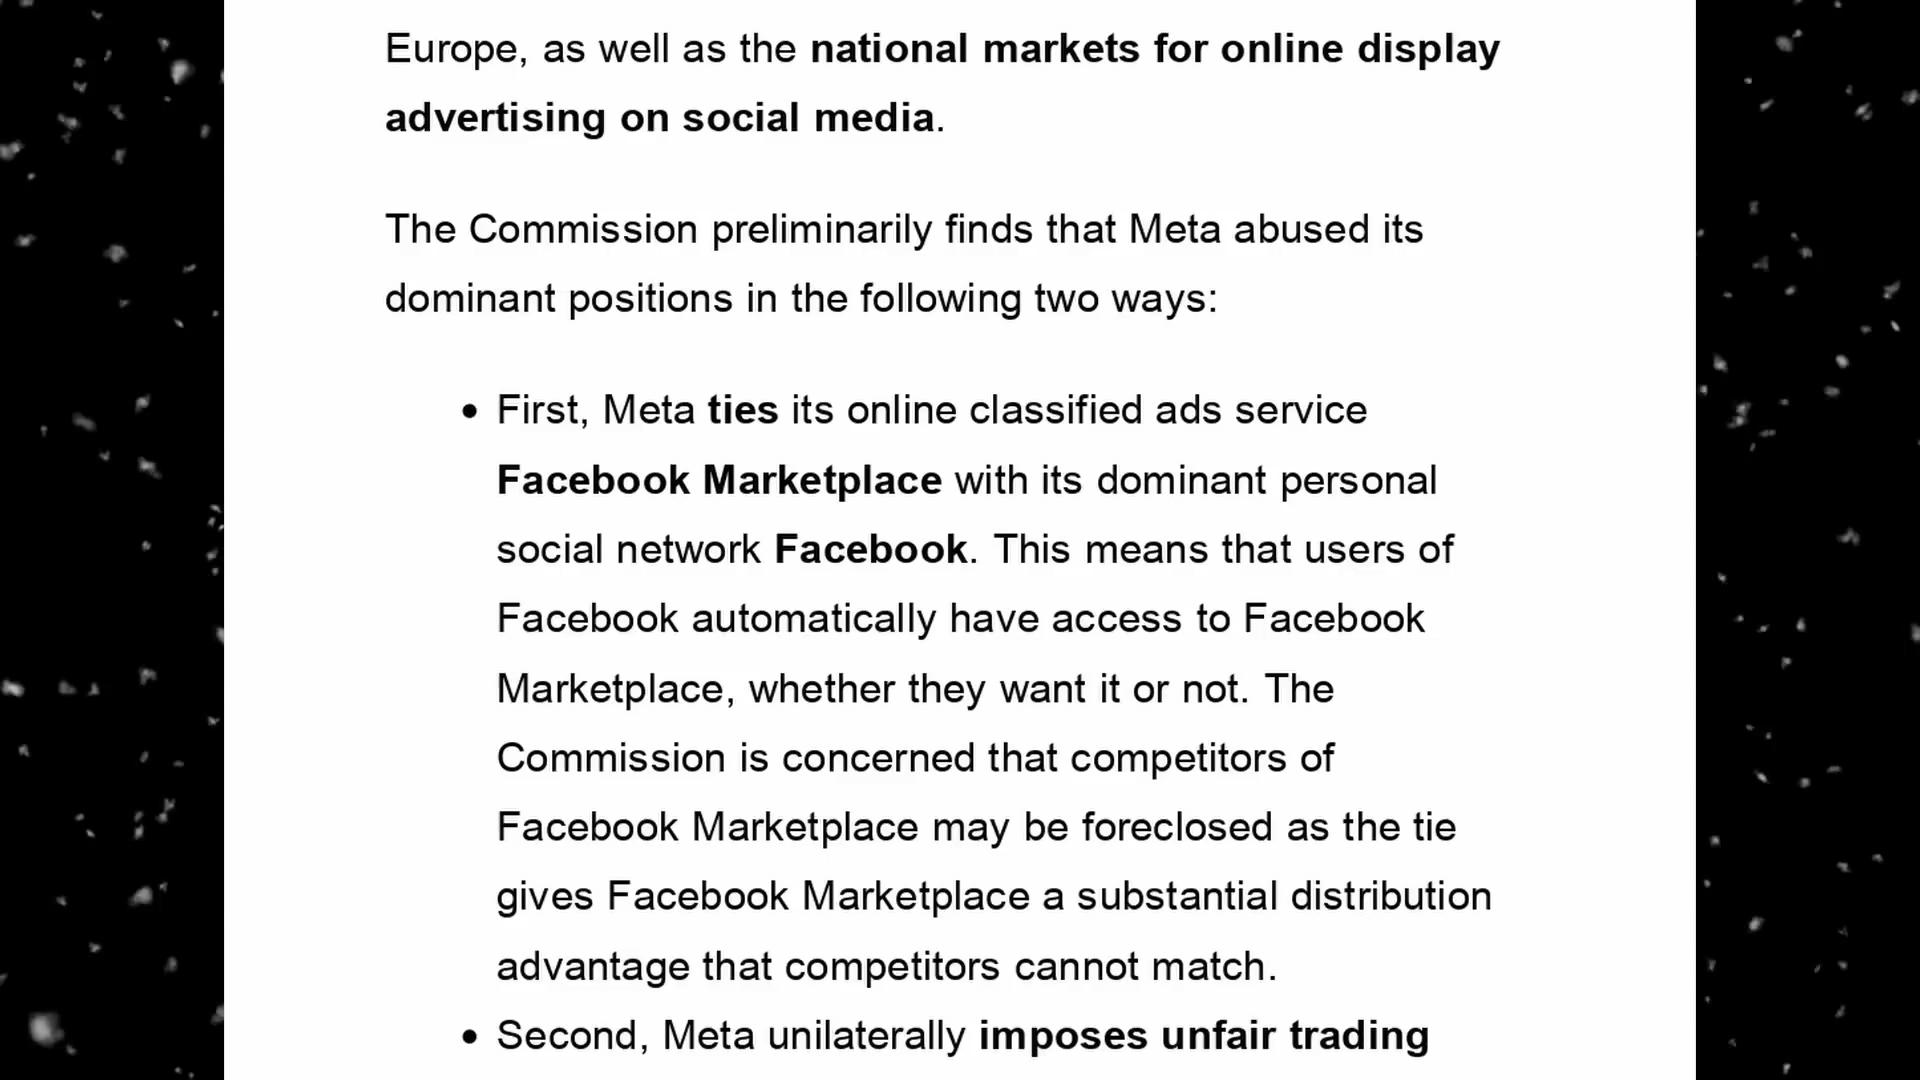 Europe, as well as the national markets for online display
advertising on social media.
The Commission preliminarily finds that Meta abused its
dominant positions in the following two ways:
• First, Meta ties its online classified ads service
Facebook Marketplace with its dominant personal
social network Facebook. This means that users of
Facebook automatically have access to Facebook
Marketplace, whether they want it or not. The
Commission is concerned that competitors of
Facebook Marketplace may be foreclosed as the tie
gives Facebook Marketplace a substantial distribution
advantage that competitors cannot match.
• Second, Meta unilaterally imposes unfair trading